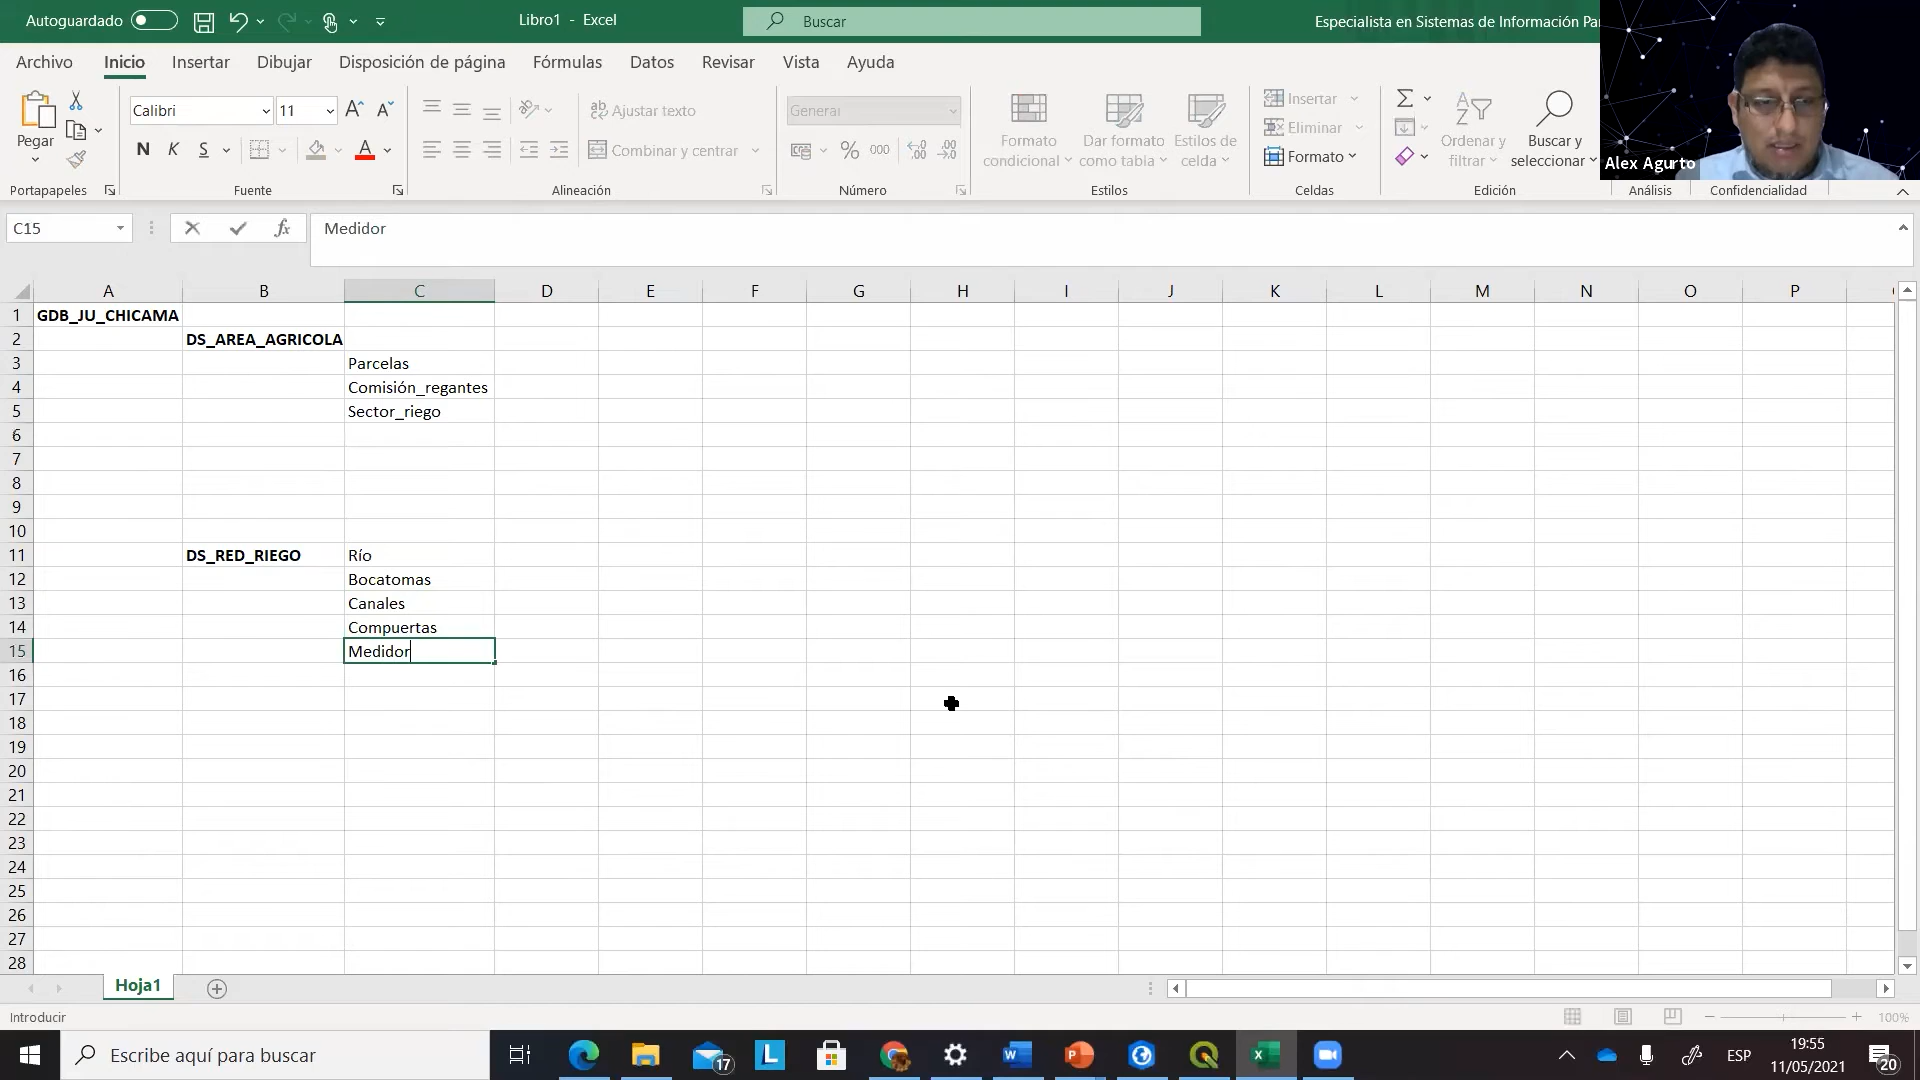 Autoguardado
Libro1 - Excel
Buscar
Especialista en Sistemas de Información Pa
Archivo Inicio Insertar Dibujar Disposición de página Fórmulas Datos Revisar Vista Ayuda
Pegar
Calibri 11
N K S
Ajustar texto
Combinar y centrar
General
% 000
Formato condicional
Dar formato como tabla
Estilos de celda
Insertar
Eliminar
Formato
Ordenar y filtrar
Buscar y seleccionar
Alex Agurto
Portapapeles Fuente Alineación Número Estilos Celdas Edición Análisis Confidencialidad
C15 fx Medidor
A B C D E F G H I J K L M N O P
1 GDB_JU_CHICAMA
2 DS_AREA_AGRICOLA
3 Parcelas
4 Comisión_regantes
5 Sector_riego
6
7
8
9
10
11 DS_RED_RIEGO Río
12 Bocatomas
13 Canales
14 Compuertas
15 Medidor
16
17
18
19
20
21
22
23
24
25
26
27
28
Hoja1
Introducir
100%
Escribe aquí para buscar
17
ESP
19:55
11/05/2021
20